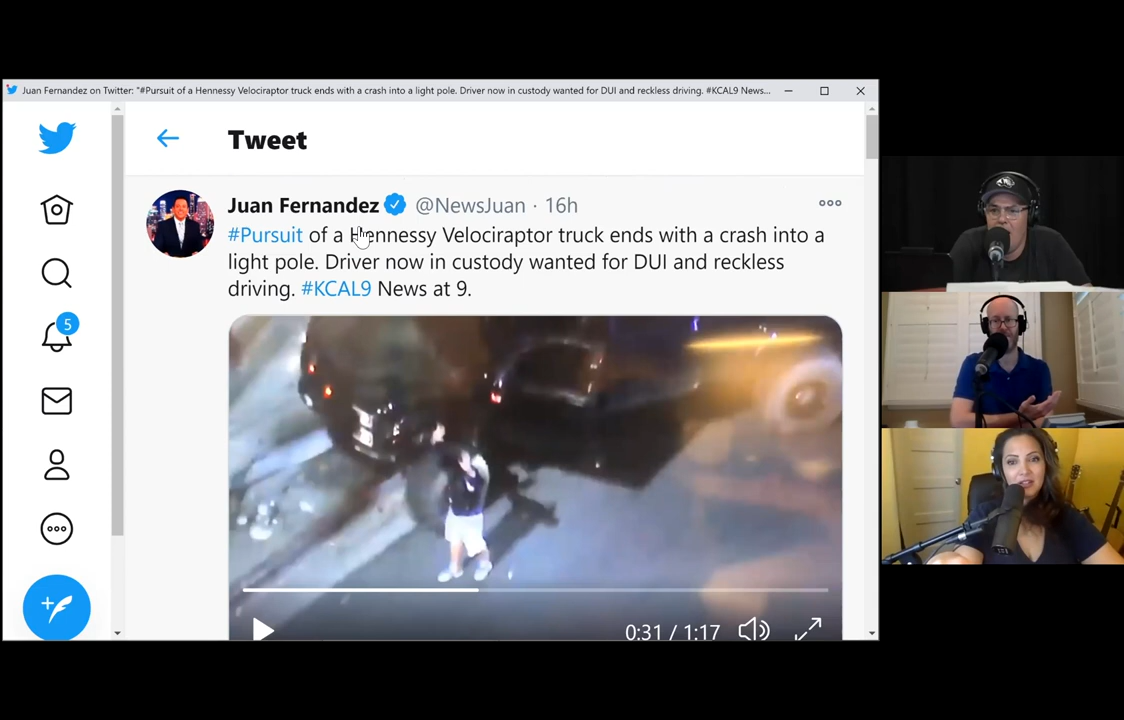 Juan Fernandez on Twitter: "#Pursuit of a Hennessy Velociraptor truck ends with a crash into a light pole. Driver now in custody wanted for DUI and reckless driving. #KCAL9 News...
Tweet
Juan Fernandez @NewsJuan · 16h
#Pursuit of a Hennessy Velociraptor truck ends with a crash into a
light pole. Driver now in custody wanted for DUI and reckless
driving. #KCAL9 News at 9.
5
0:31 / 1:17